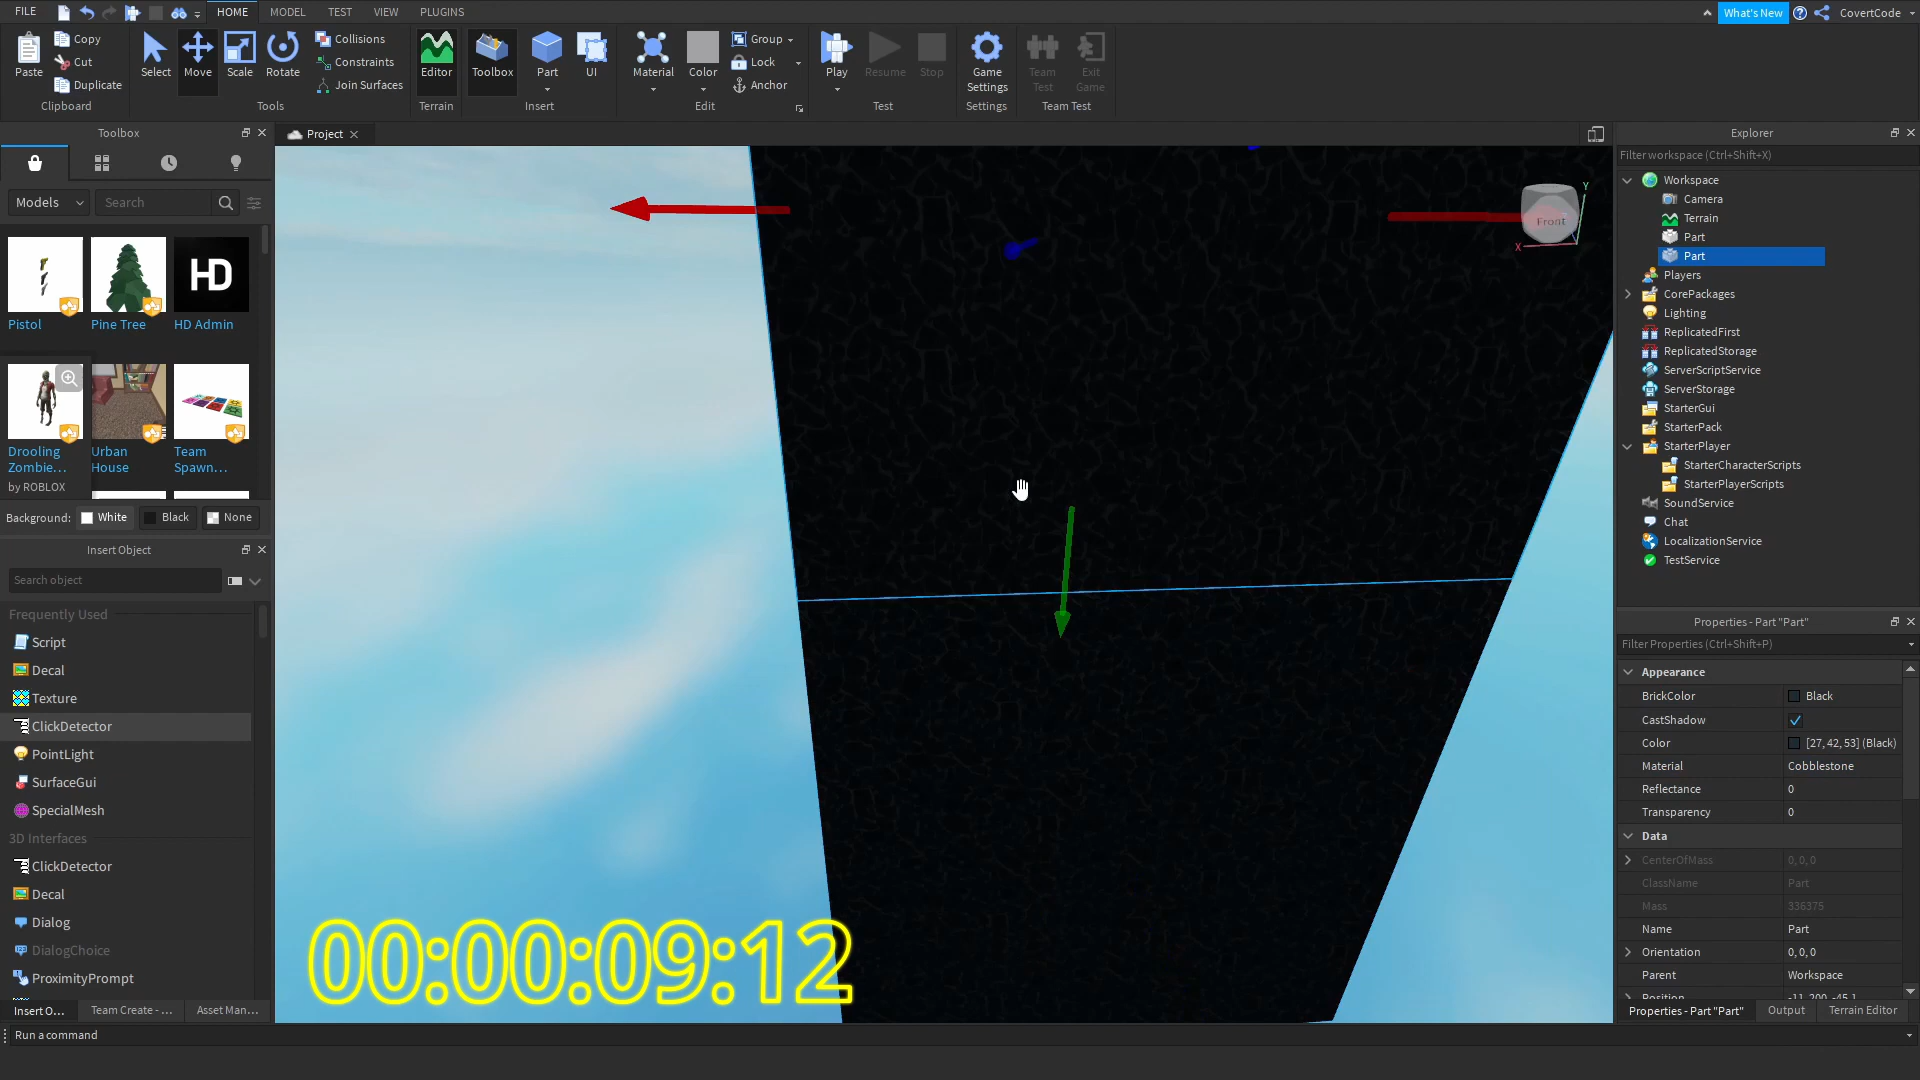 FILE HOME MODEL TEST VIEW PLUGINS What's New CovertCode
Paste Copy Cut Duplicate Clipboard
Select Move Scale Rotate Collisions Constraints Join Surfaces Tools
Editor Terrain
Toolbox Part UI Insert
Material Color Group Lock Anchor Edit
Play Resume Stop Test
Game Settings Settings
Team Test Exit Game Team Test
Toolbox
Models Search
Pistol Pine Tree HD Admin
HD
Drooling Zombie... Urban House Team Spawn...
by ROBLOX
Background: White Black None
Insert Object
Search object
Frequently Used
Script
Decal
Texture
ClickDetector
PointLight
SurfaceGui
SpecialMesh
3D Interfaces
ClickDetector
Decal
Dialog
DialogChoice
ProximityPrompt
Insert O... Team Create - ... Asset Man...
Run a command
Project
Front
Y
X
00:00:09:12
Explorer
Filter workspace (Ctrl+Shift+X)
Workspace
Camera
Terrain
Part
Part
Players
CorePackages
Lighting
ReplicatedFirst
ReplicatedStorage
ServerScriptService
ServerStorage
StarterGui
StarterPack
StarterPlayer
StarterCharacterScripts
StarterPlayerScripts
SoundService
Chat
LocalizationService
TestService
Properties - Part "Part"
Filter Properties (Ctrl+Shift+P)
Appearance
BrickColor Black
CastShadow
Color [27, 42, 53] (Black)
Material Cobblestone
Reflectance 0
Transparency 0
Data
CenterOfMass 0, 0, 0
ClassName Part
Mass 336375
Name Part
Orientation 0, 0, 0
Parent Workspace
Position -11, 200, -45.1
Properties - Part "Part" Output Terrain Editor